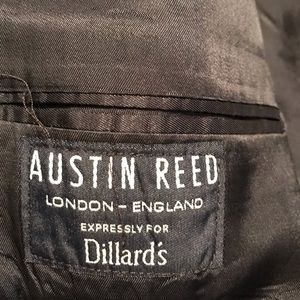 AUSTIN REED
LONDON – ENGLAND
EXPRESSLY FOR
Dillard's